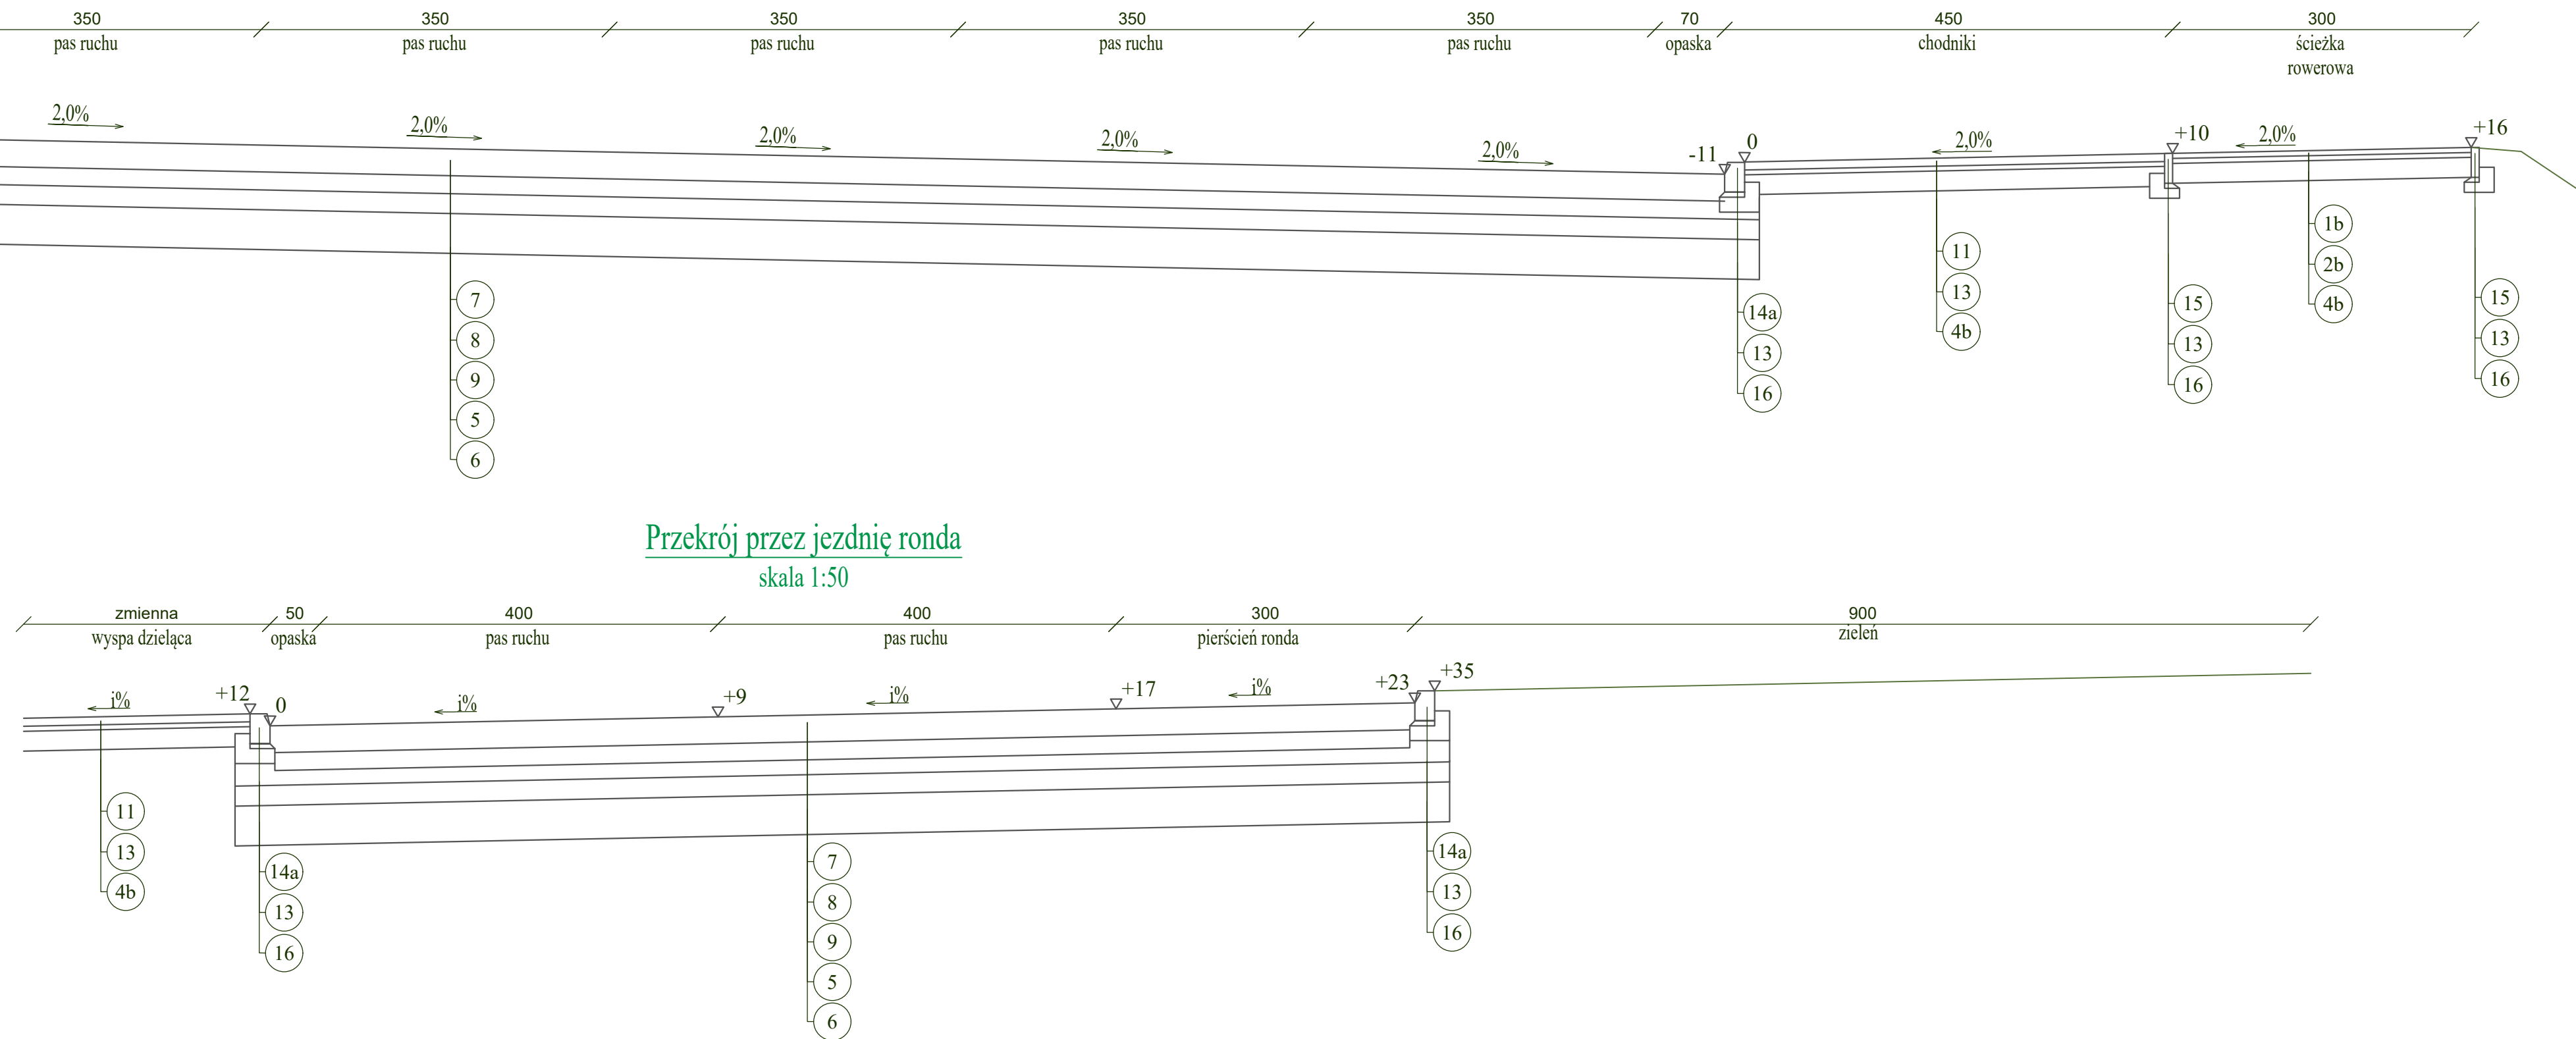 350 350 350 350 350 70 450 300
pas ruchu pas ruchu pas ruchu pas ruchu pas ruchu opaska chodniki ścieżka
rowerowa
2,0% 2,0% 2,0% 2,0% 2,0% -11 0 2,0% +10 2,0% +16
7
8
9
5
6
14a
13
16
11
13
4b
15
13
16
1b
2b
4b
15
13
16
Przekrój przez jezdnię ronda
skala 1:50
zmienna 50 400 400 300 900
wyspa dzieląca opaska pas ruchu pas ruchu pierścień ronda zieleń
i% +12 0 i% +9 i% +17 i% +23 +35
11
13
4b
14a
13
16
7
8
9
5
6
14a
13
16